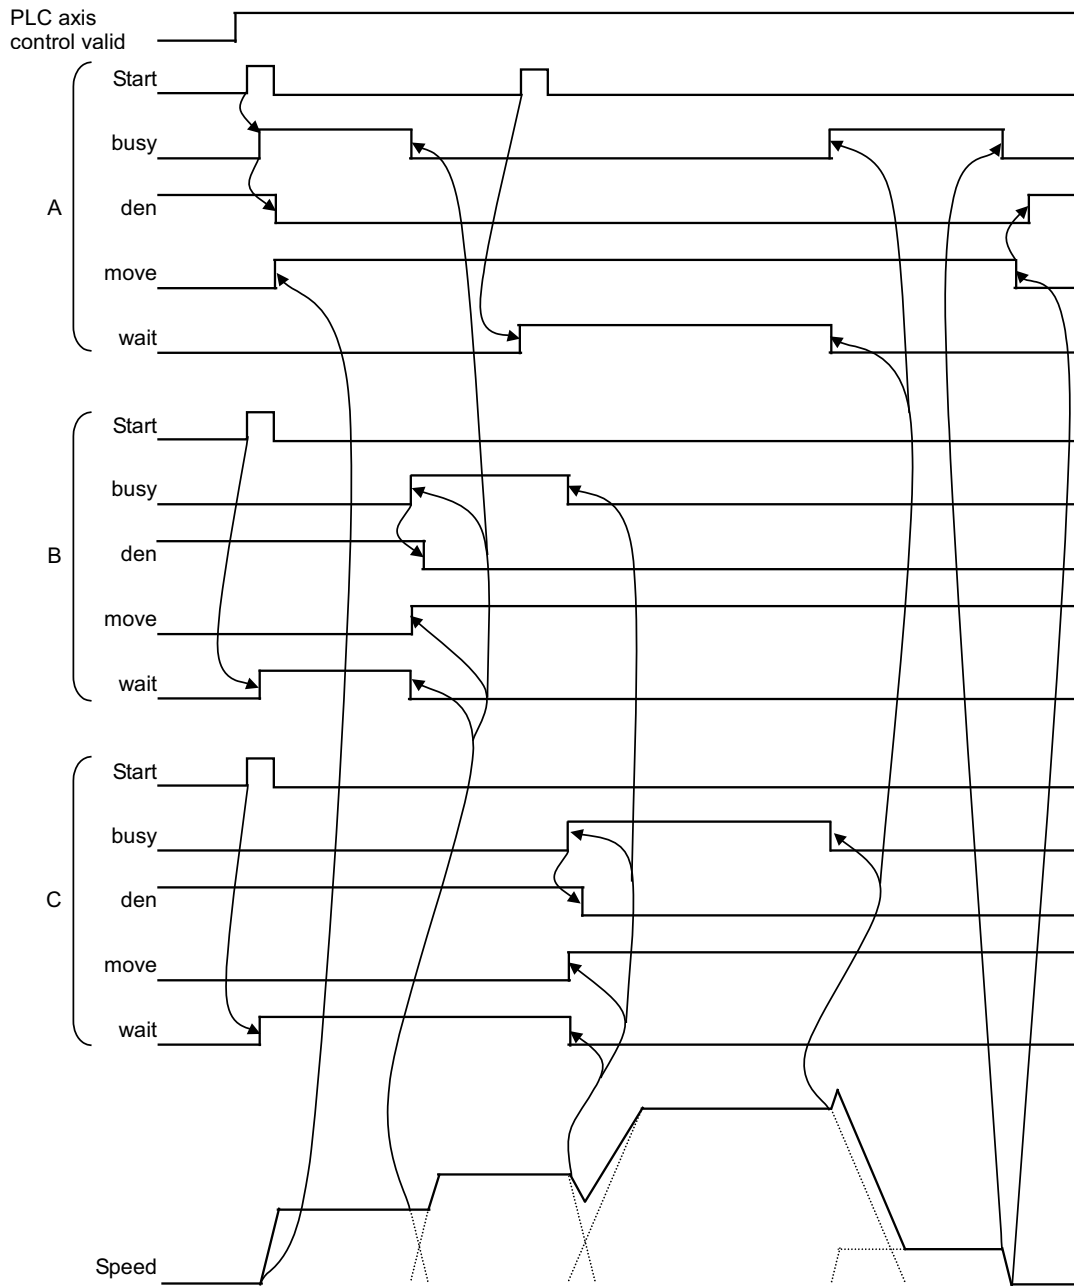 PLC axis
control valid
Start
busy
A
den
move
wait
Start
busy
B
den
move
wait
Start
busy
C
den
move
wait
Speed